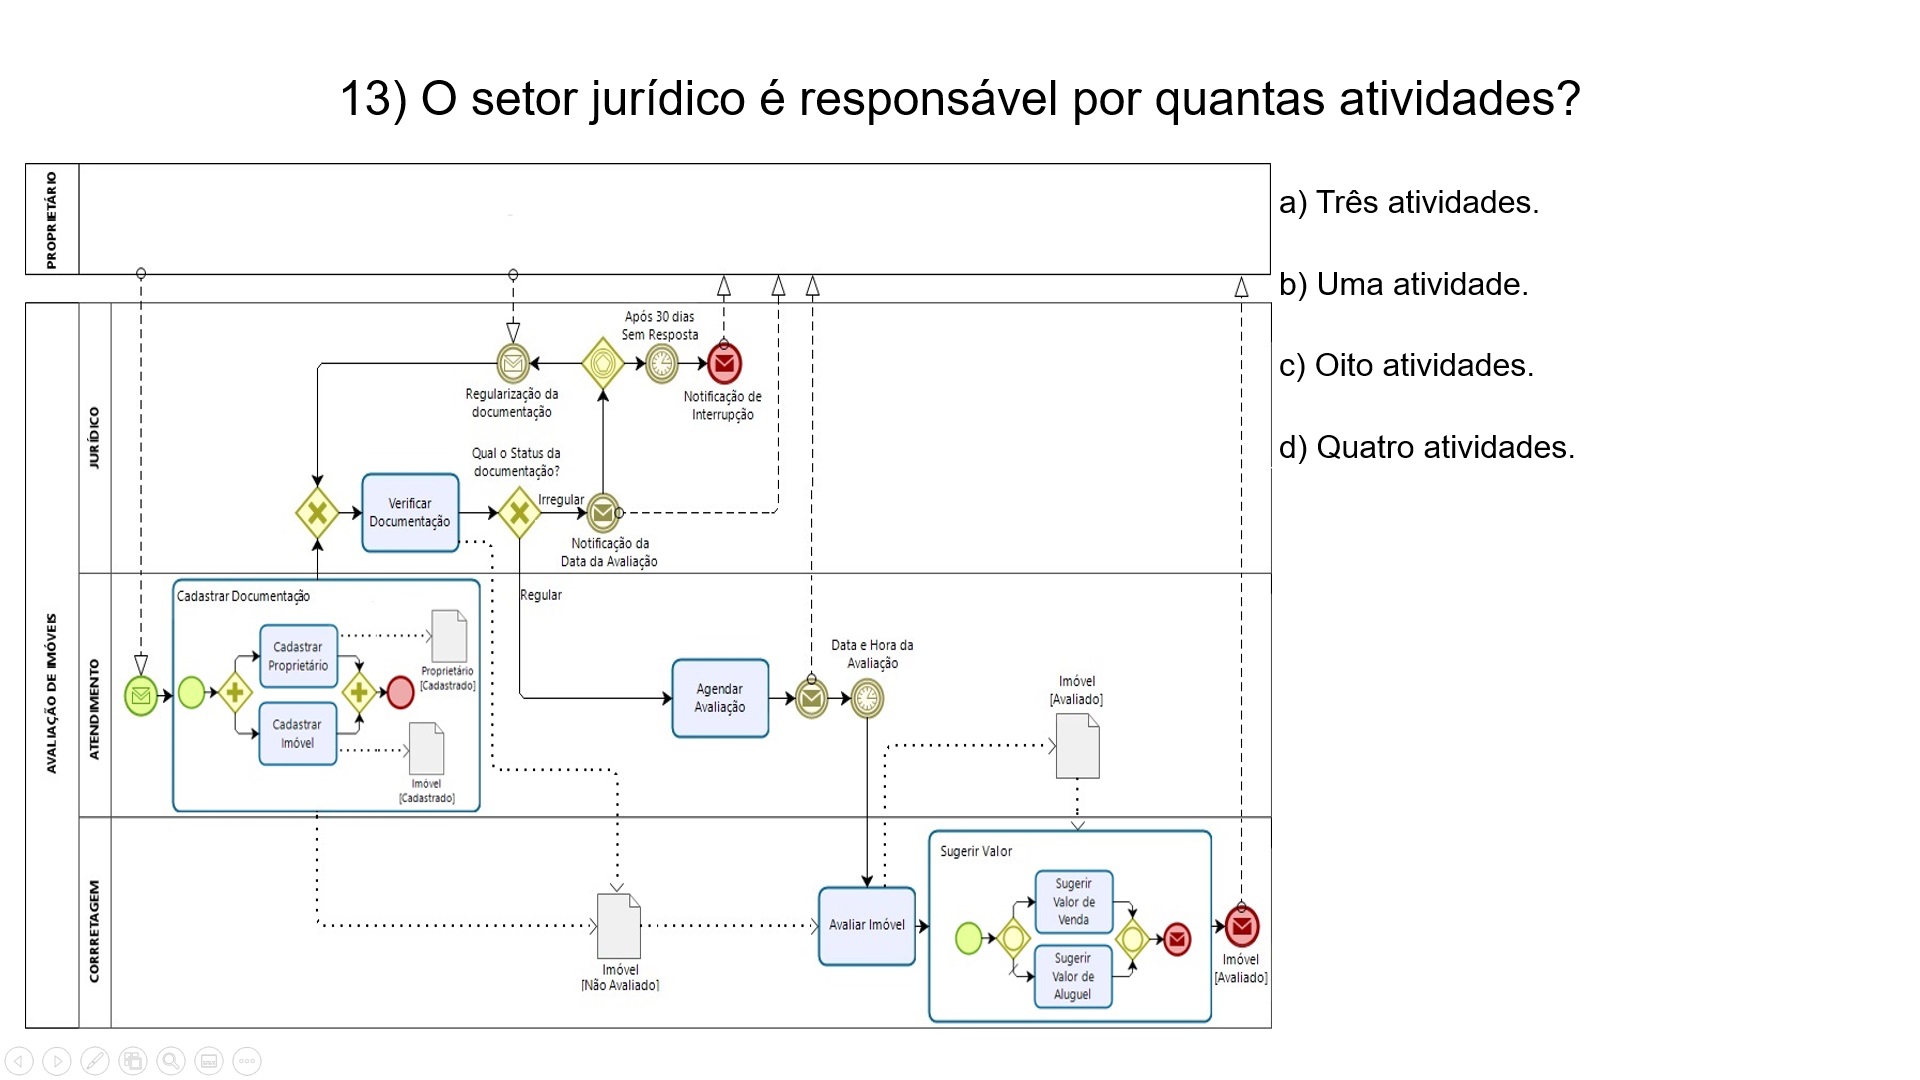 13) O setor jurídico é responsável por quantas atividades?
PROPRIETÁRIO
a) Três atividades.
b) Uma atividade.
c) Oito atividades.
d) Quatro atividades.
AVALIAÇÃO DE IMÓVEIS
JURÍDICO
Após 30 dias
Sem Resposta
Regularização da
documentação
Notificação de
Interrupção
Qual o Status da
documentação?
Verificar
Documentação
Irregular
Notificação da
Data da Avaliação
Regular
ATENDIMENTO
Cadastrar Documentação
Cadastrar
Proprietário
Proprietário
[Cadastrado]
Cadastrar
Imóvel
Imóvel
[Cadastrado]
Agendar
Avaliação
Data e Hora da
Avaliação
Imóvel
[Avaliado]
CORRETAGEM
Imóvel
[Não Avaliado]
Avaliar Imóvel
Sugerir Valor
Sugerir
Valor de
Venda
Sugerir
Valor de
Aluguel
Imóvel
[Avaliado]